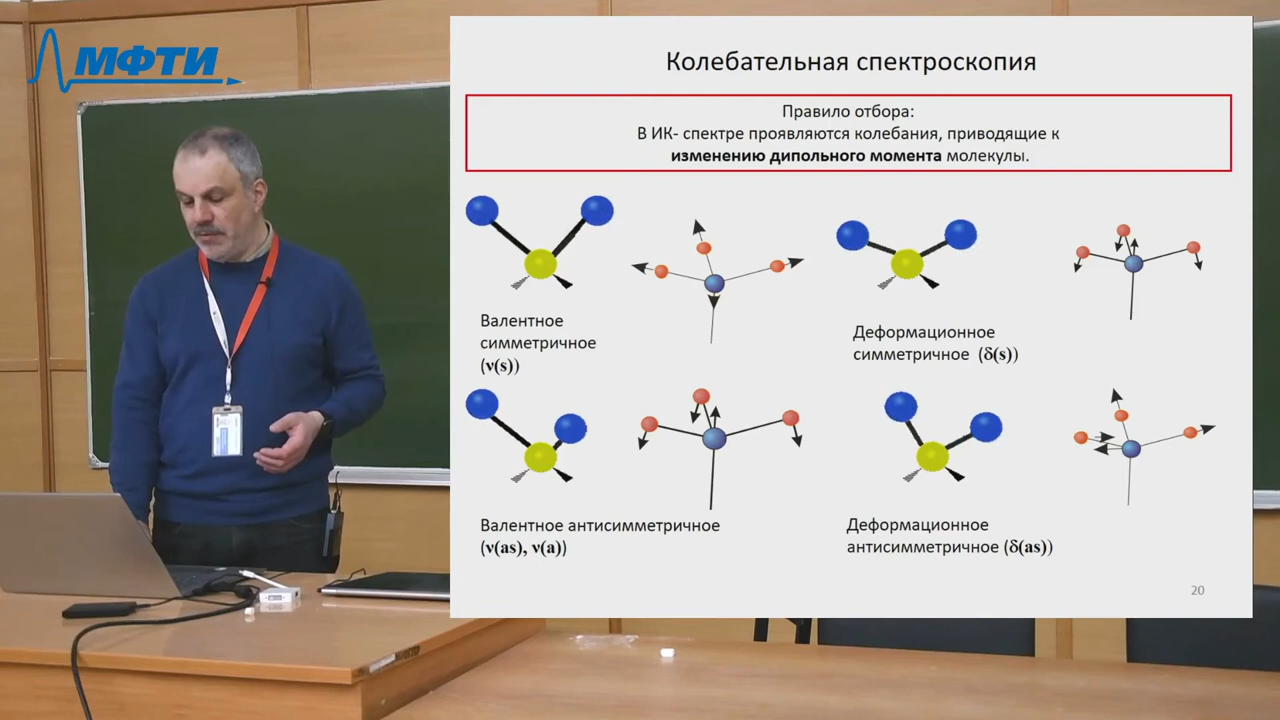 МФТИ
Колебательная спектроскопия
Правило отбора:
В ИК- спектре проявляются колебания, приводящие к
изменению дипольного момента молекулы.
Валентное
симметричное
(ν(s))
Деформационное
симметричное (δ(s))
Валентное антисимметричное
(ν(as), ν(a))
Деформационное
антисимметричное (δ(as))
20